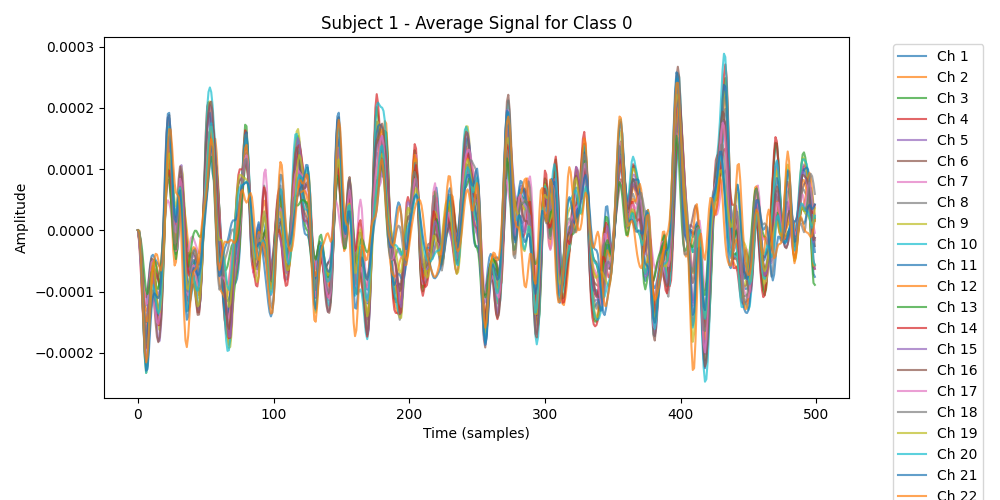 Subject 1 - Average Signal for Class 0
0.0003
0.0002
0.0001
0.0000
−0.0001
−0.0002
Amplitude
0
100
200
300
400
500
Time (samples)
Ch 1
Ch 2
Ch 3
Ch 4
Ch 5
Ch 6
Ch 7
Ch 8
Ch 9
Ch 10
Ch 11
Ch 12
Ch 13
Ch 14
Ch 15
Ch 16
Ch 17
Ch 18
Ch 19
Ch 20
Ch 21
Ch 22